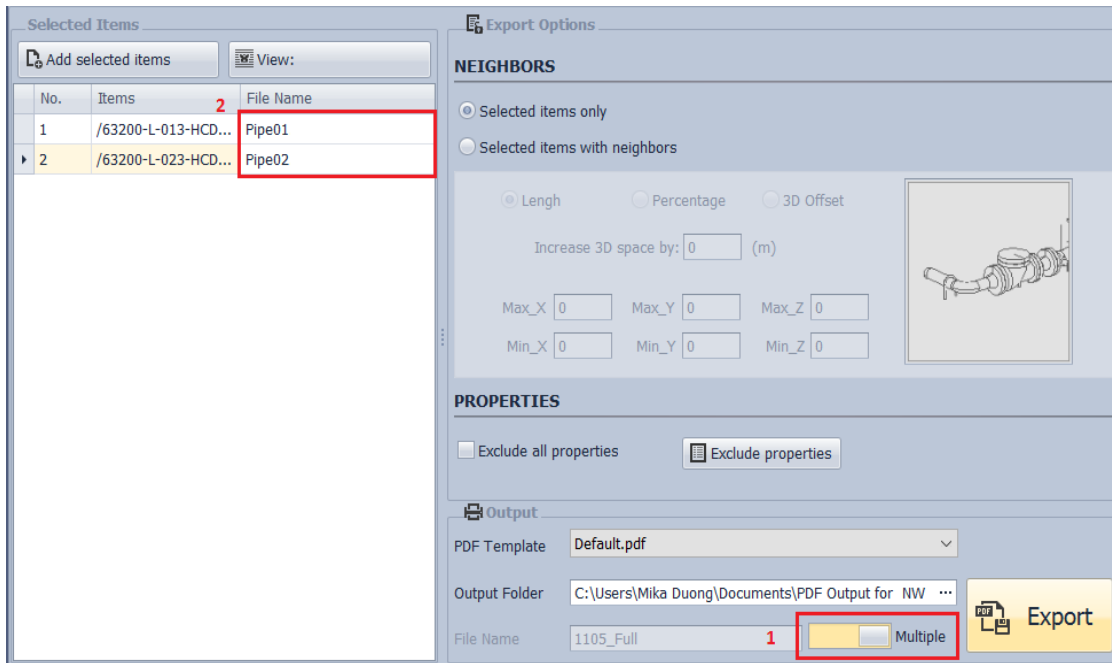 Selected Items
Add selected items
View:
No. Items 2 File Name
1 /63200-L-013-HCD... Pipe01
2 /63200-L-023-HCD... Pipe02
Export Options
NEIGHBORS
Selected items only
Selected items with neighbors
Lengh Percentage 3D Offset
Increase 3D space by: 0 (m)
Max_X 0 Max_Y 0 Max_Z 0
Min_X 0 Min_Y 0 Min_Z 0
PROPERTIES
Exclude all properties Exclude properties
Output
PDF Template Default.pdf
Output Folder C:\Users\Mika Duong\Documents\PDF Output for NW ...
File Name 1105_Full 1 Multiple
PDF Export